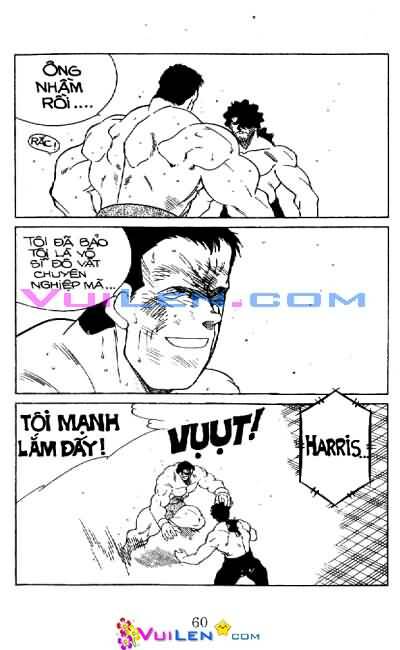 ÔNG
NHẦM
RỒI....
RẮC!
TÔI ĐÃ BẢO
TÔI LÀ VÕ
SĨ ĐÔ VẬT
CHUYÊN
NGHIỆP MÀ...
VuiLen.com
TÔI MẠNH
LẮM ĐẤY!
VỤỤT!
HARRIS..
60
VuiLen.com